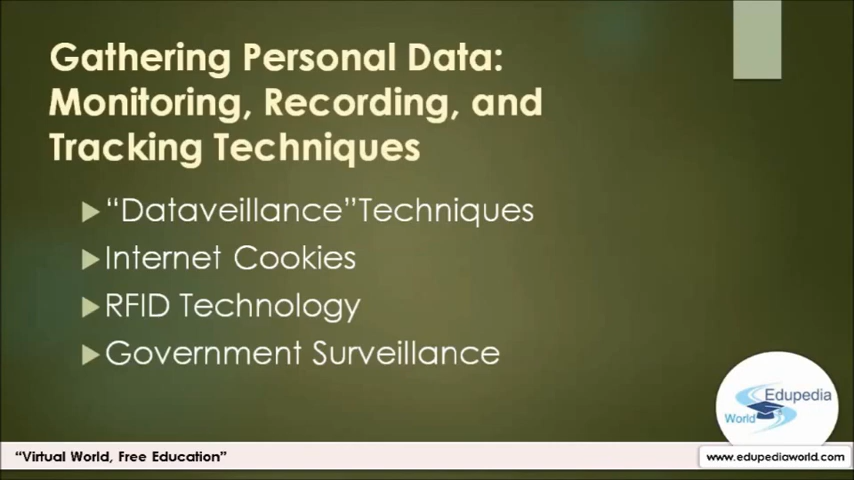 Gathering Personal Data:
Monitoring, Recording, and
Tracking Techniques
“Dataveillance”Techniques
Internet Cookies
RFID Technology
Government Surveillance
Edupedia
World
“Virtual World, Free Education”
www.edupediaworld.com